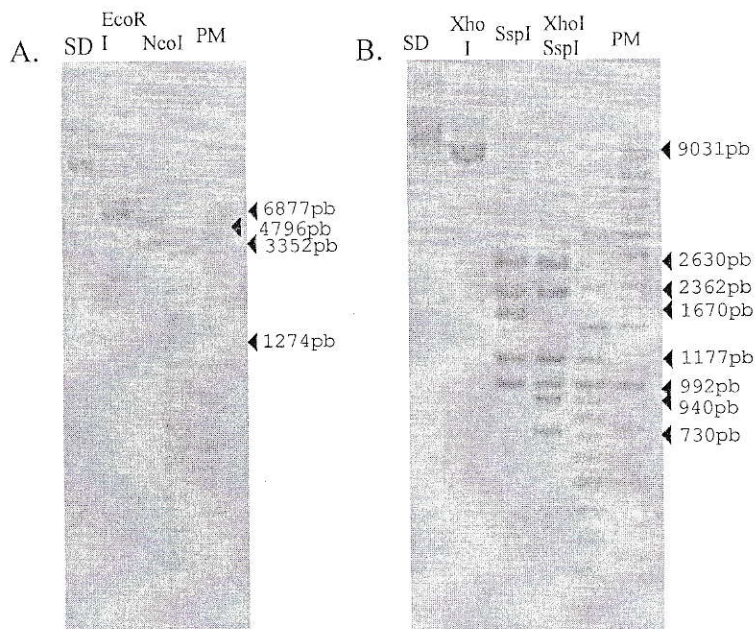 A.
SD
EcoR
I
NcoI
PM
6877pb
4796pb
3352pb
1274pb
B.
SD
Xho
I
SspI
XhoI
SspI
PM
9031pb
2630pb
2362pb
1670pb
1177pb
992pb
940pb
730pb